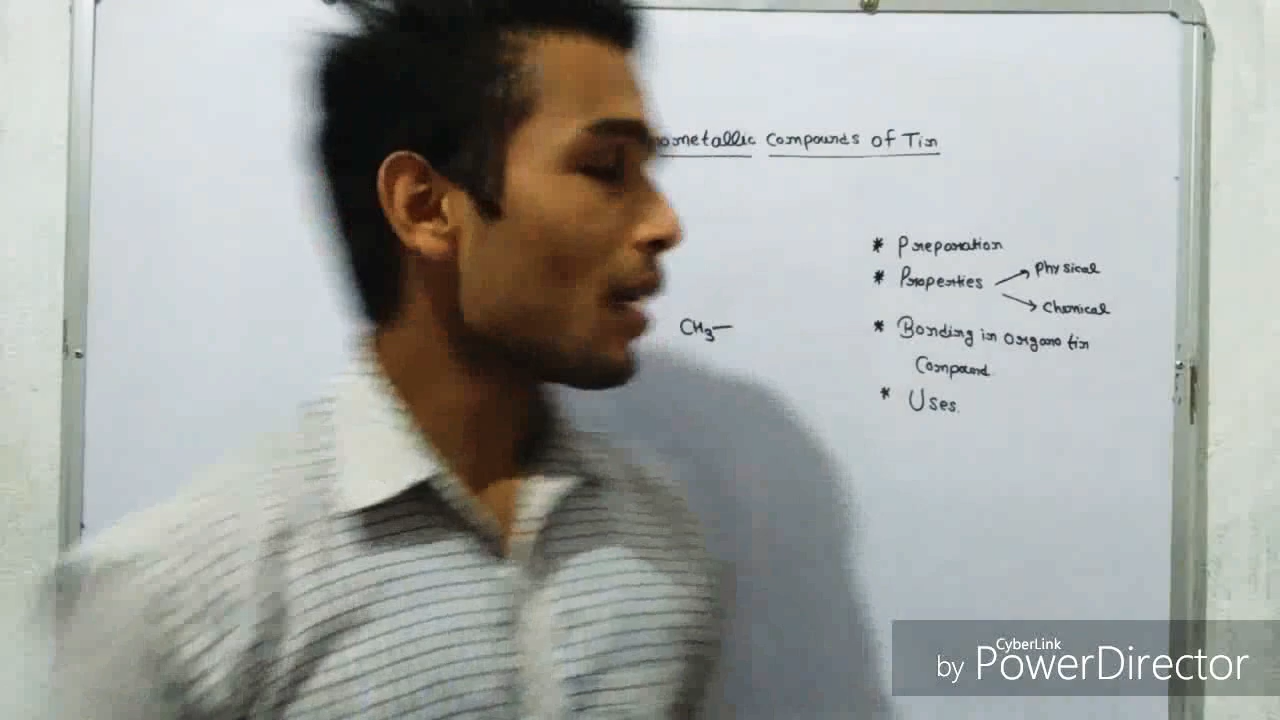 ometallic Compounds of Tin
* Preparation
* Properties
Physical
Chemical
CH3-
* Bonding in Organo tin
Compound
* Uses.
CyberLink
by PowerDirector